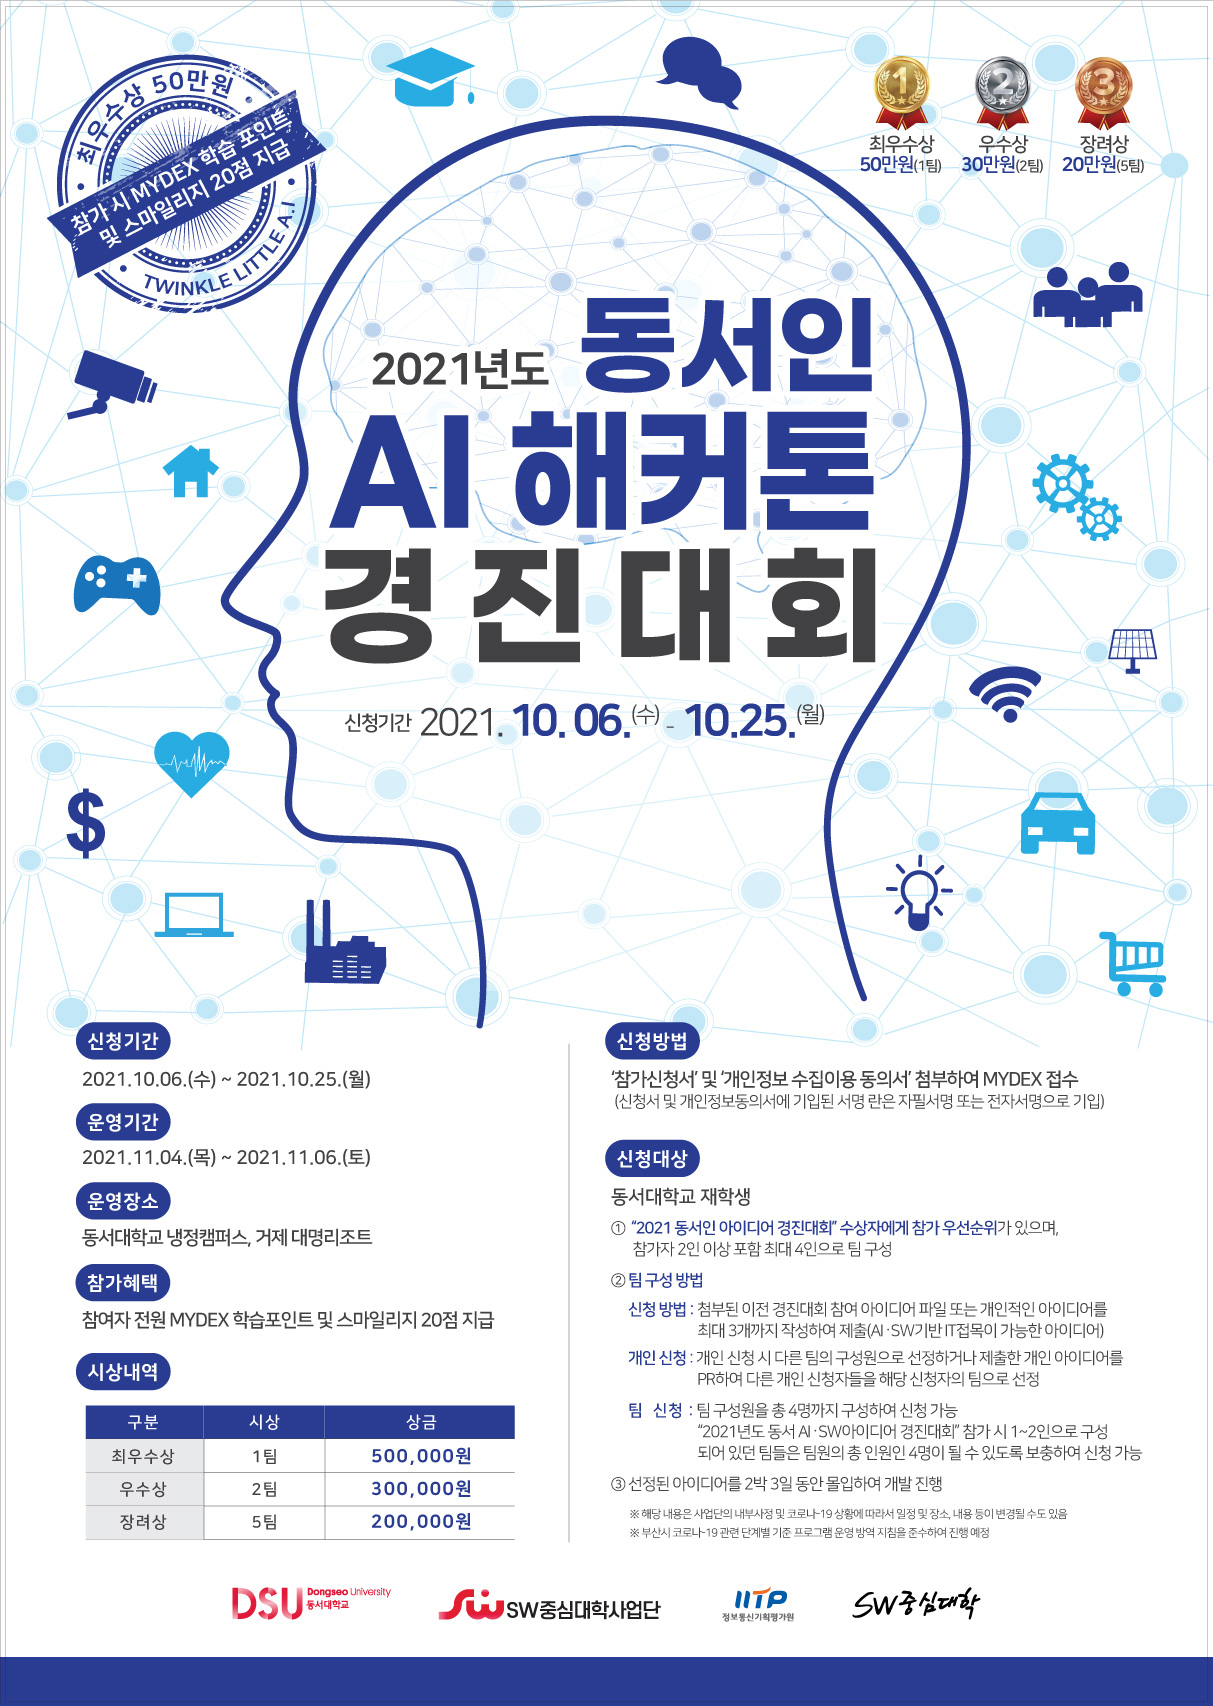 최우수상 50만원
참가 시 MYDEX 학습 포인트
및 스마일리지 20점 지급
TWINKLE LITTLE A.I
1
2
3
최우수상
50만원(1팀)
우수상
30만원(2팀)
장려상
20만원(5팀)
2021년도 동서인
AI 해커톤
경진대회
신청기간 2021. 10. 06.(수) - 10.25.(월)
$
신청기간
2021.10.06.(수) ~ 2021.10.25.(월)
운영기간
2021.11.04.(목) ~ 2021.11.06.(토)
운영장소
동서대학교 냉정캠퍼스, 거제 대명리조트
참가혜택
참여자 전원 MYDEX 학습포인트 및 스마일리지 20점 지급
시상내역
구분 시상 상금
최우수상 1팀 500,000원
우수상 2팀 300,000원
장려상 5팀 200,000원
신청방법
‘참가신청서’ 및 ‘개인정보 수집이용 동의서’ 첨부하여 MYDEX 접수
(신청서 및 개인정보동의서에 기입된 서명 란은 자필서명 또는 전자서명으로 기입)
신청대상
동서대학교 재학생
① “2021 동서인 아이디어 경진대회” 수상자에게 참가 우선순위가 있으며,
참가자 2인 이상 포함 최대 4인으로 팀 구성
② 팀 구성 방법
신청 방법 : 첨부된 이전 경진대회 참여 아이디어 파일 또는 개인적인 아이디어를
최대 3개까지 작성하여 제출(AI·SW기반 IT접목이 가능한 아이디어)
개인 신청 : 개인 신청 시 다른 팀의 구성원으로 선정하거나 제출한 개인 아이디어를
PR하여 다른 개인 신청자들을 해당 신청자의 팀으로 선정
팀 신청 : 팀 구성원을 총 4명까지 구성하여 신청 가능
“2021년도 동서 AI·SW아이디어 경진대회” 참가 시 1~2인으로 구성
되어 있던 팀들은 팀원의 총 인원인 4명이 될 수 있도록 보충하여 신청 가능
③ 선정된 아이디어를 2박 3일 동안 몰입하여 개발 진행
※ 해당 내용은 사업단의 내부사정 및 코로나-19 상황에 따라서 일정 및 장소, 내용 등이 변경될 수도 있음
※ 부산시 코로나-19 관련 단계별 기준 프로그램 운영 방역 지침을 준수하여 진행 예정
DSU Dongseo University
동서대학교
SW SW중심대학사업단
IITP
정보통신기획평가원
SW중심대학